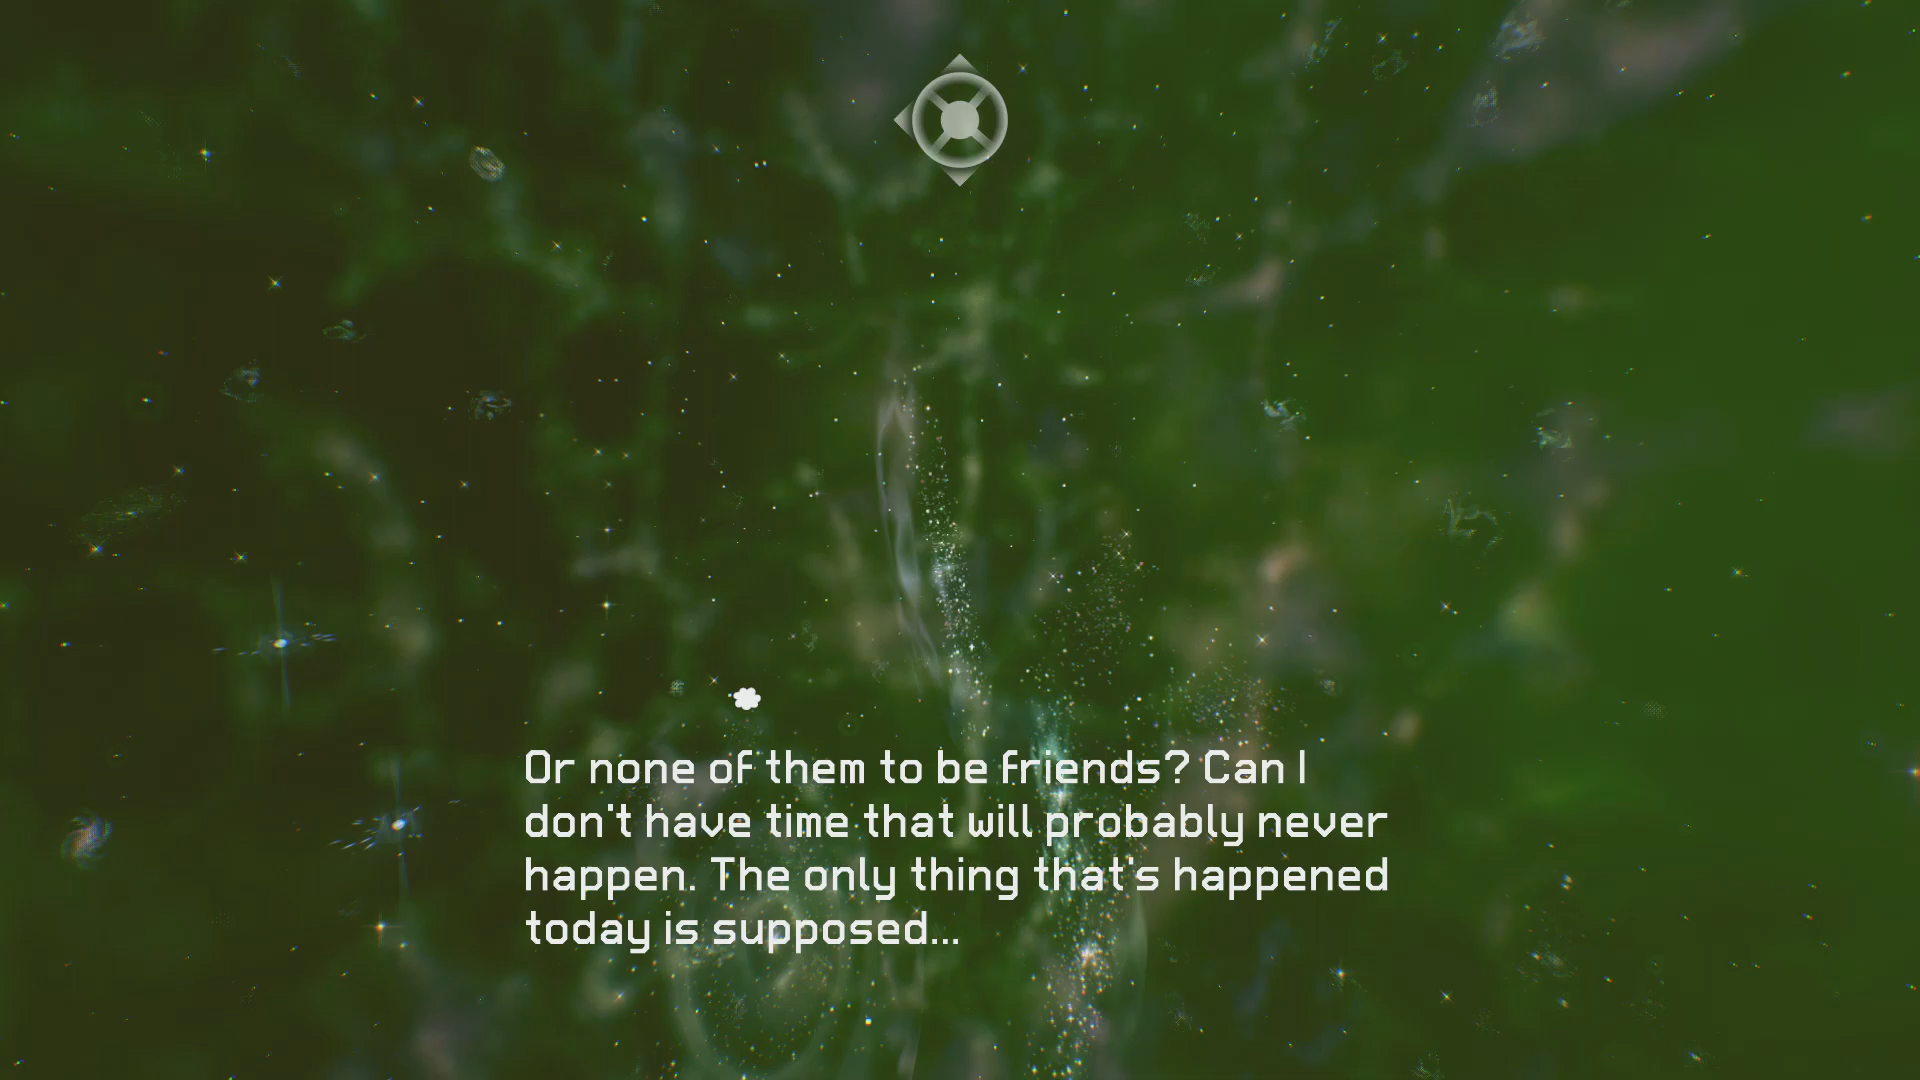 Or none of them to be friends? Can I
don't have time that will probably never
happen. The only thing that's happened
today is supposed...